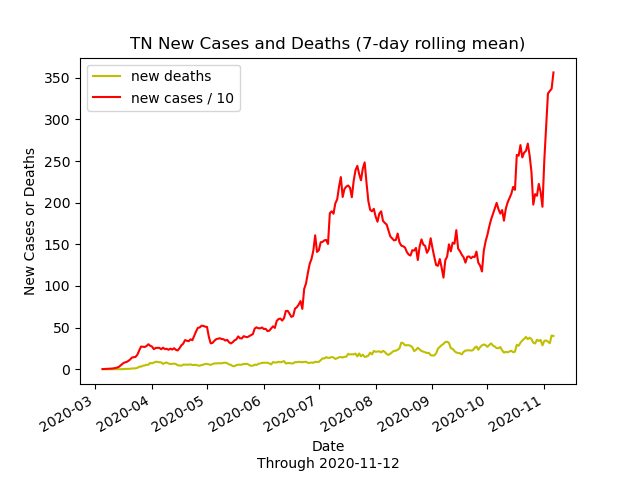 TN New Cases and Deaths (7-day rolling mean)
new deaths
new cases / 10
350
300
250
200
150
100
50
0
New Cases or Deaths
2020-03
2020-04
2020-05
2020-06
2020-07
2020-08
2020-09
2020-10
2020-11
Date
Through 2020-11-12